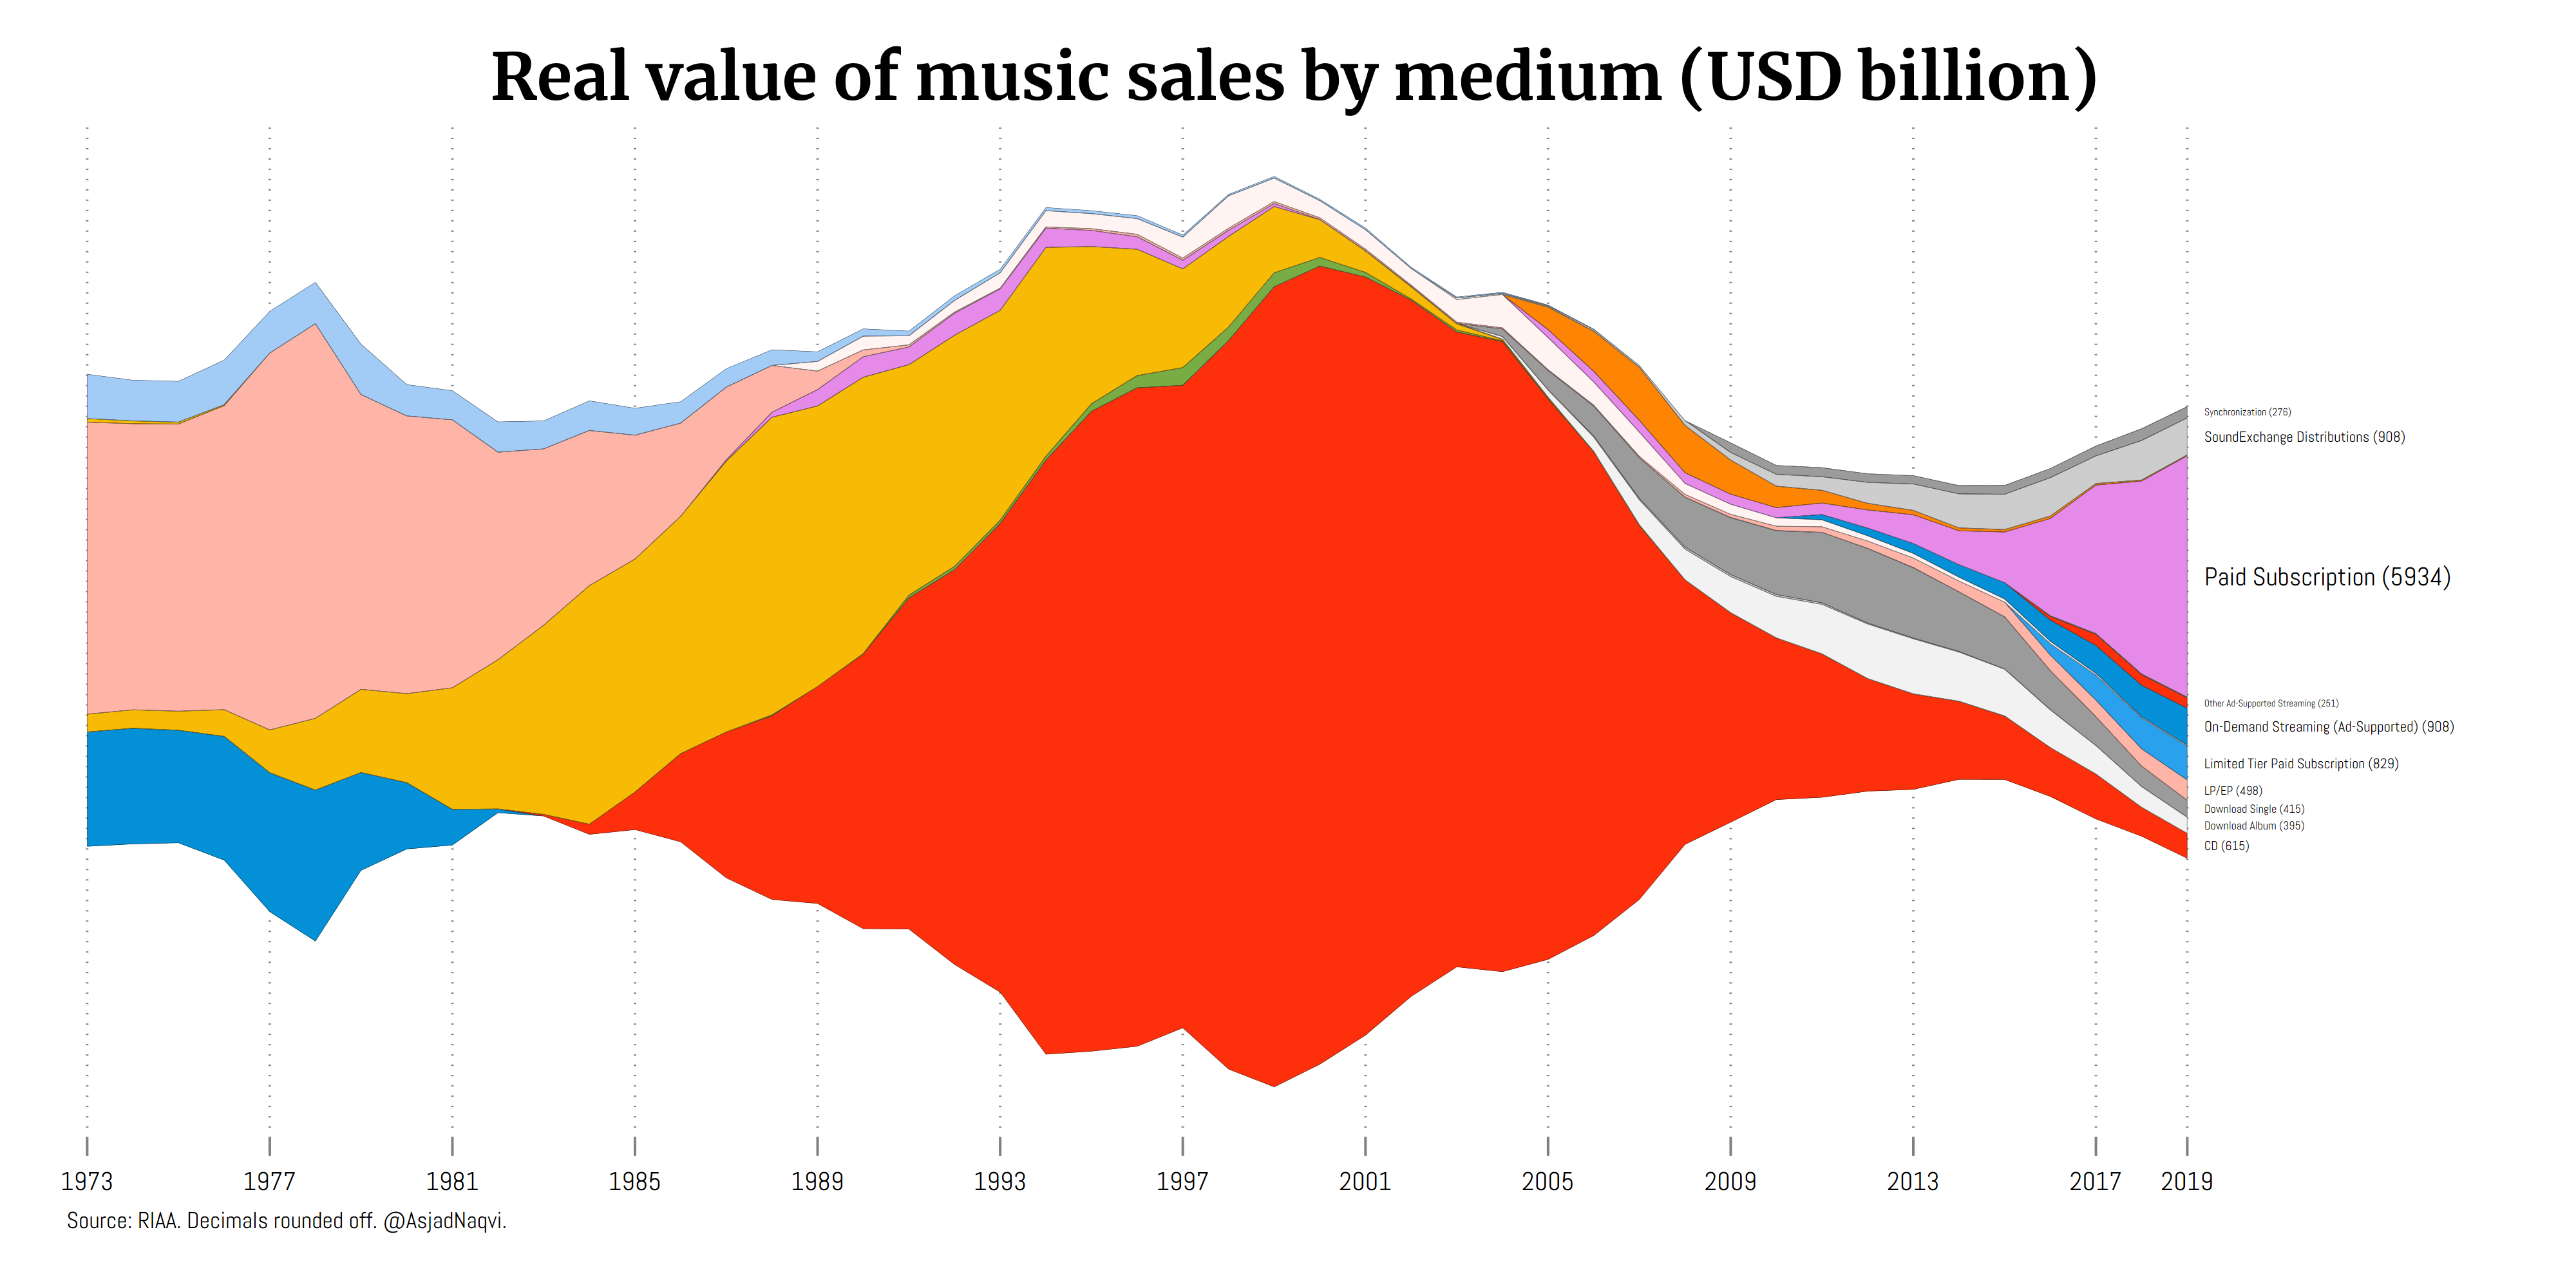 Real value of music sales by medium (USD billion)
Synchronization (276)
SoundExchange Distributions (908)
Paid Subscription (5934)
Other Ad-Supported Streaming (251)
On-Demand Streaming (Ad-Supported) (908)
Limited Tier Paid Subscription (829)
LP/EP (498)
Download Single (415)
Download Album (395)
CD (615)
1973 1977 1981 1985 1989 1993 1997 2001 2005 2009 2013 2017 2019
Source: RIAA. Decimals rounded off. @AsjadNaqvi.